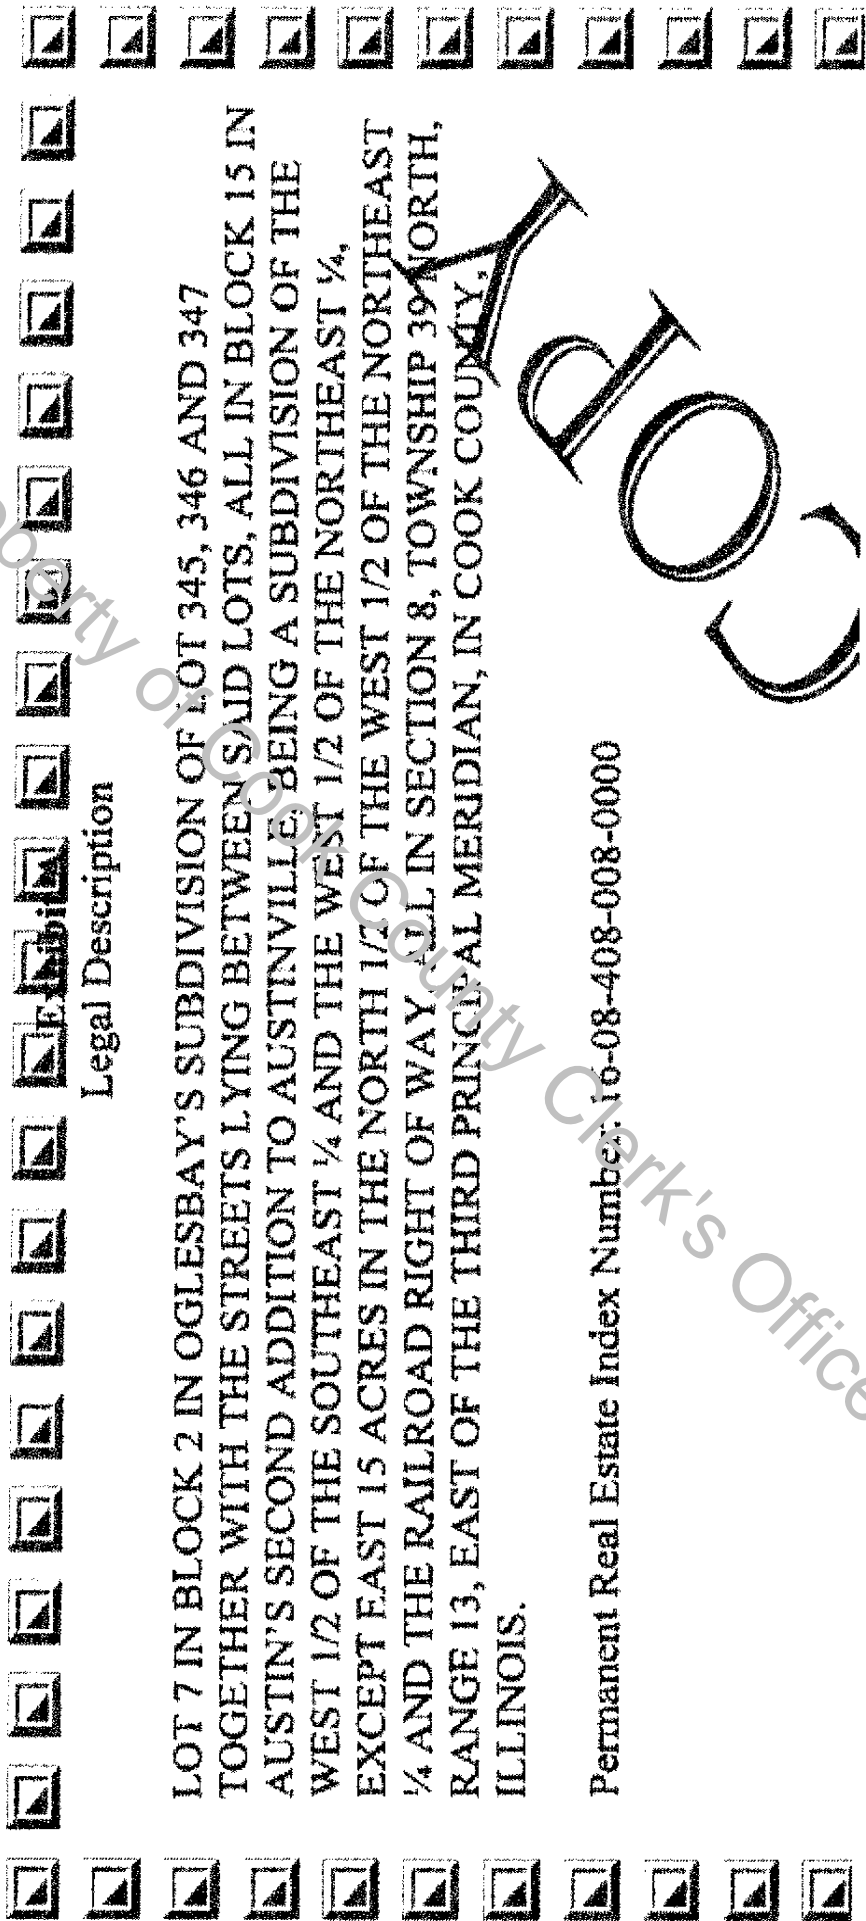 Exhibit
Legal Description
LOT 7 IN BLOCK 2 IN OGLESBAY'S SUBDIVISION OF LOT 345, 346 AND 347
TOGETHER WITH THE STREETS LYING BETWEEN SAID LOTS, ALL IN BLOCK 15 IN
AUSTIN'S SECOND ADDITION TO AUSTINVILLE, BEING A SUBDIVISION OF THE
WEST 1/2 OF THE SOUTHEAST ¼ AND THE WEST 1/2 OF THE NORTHEAST ¼,
EXCEPT EAST 15 ACRES IN THE NORTH 1/2 OF THE WEST 1/2 OF THE NORTHEAST
¼ AND THE RAILROAD RIGHT OF WAY, ALL IN SECTION 8, TOWNSHIP 39 NORTH,
RANGE 13, EAST OF THE THIRD PRINCIPAL MERIDIAN, IN COOK COUNTY,
ILLINOIS.
Permanent Real Estate Index Number: 16-08-408-008-0000
COPY
perty of Cook County Clerk's Office